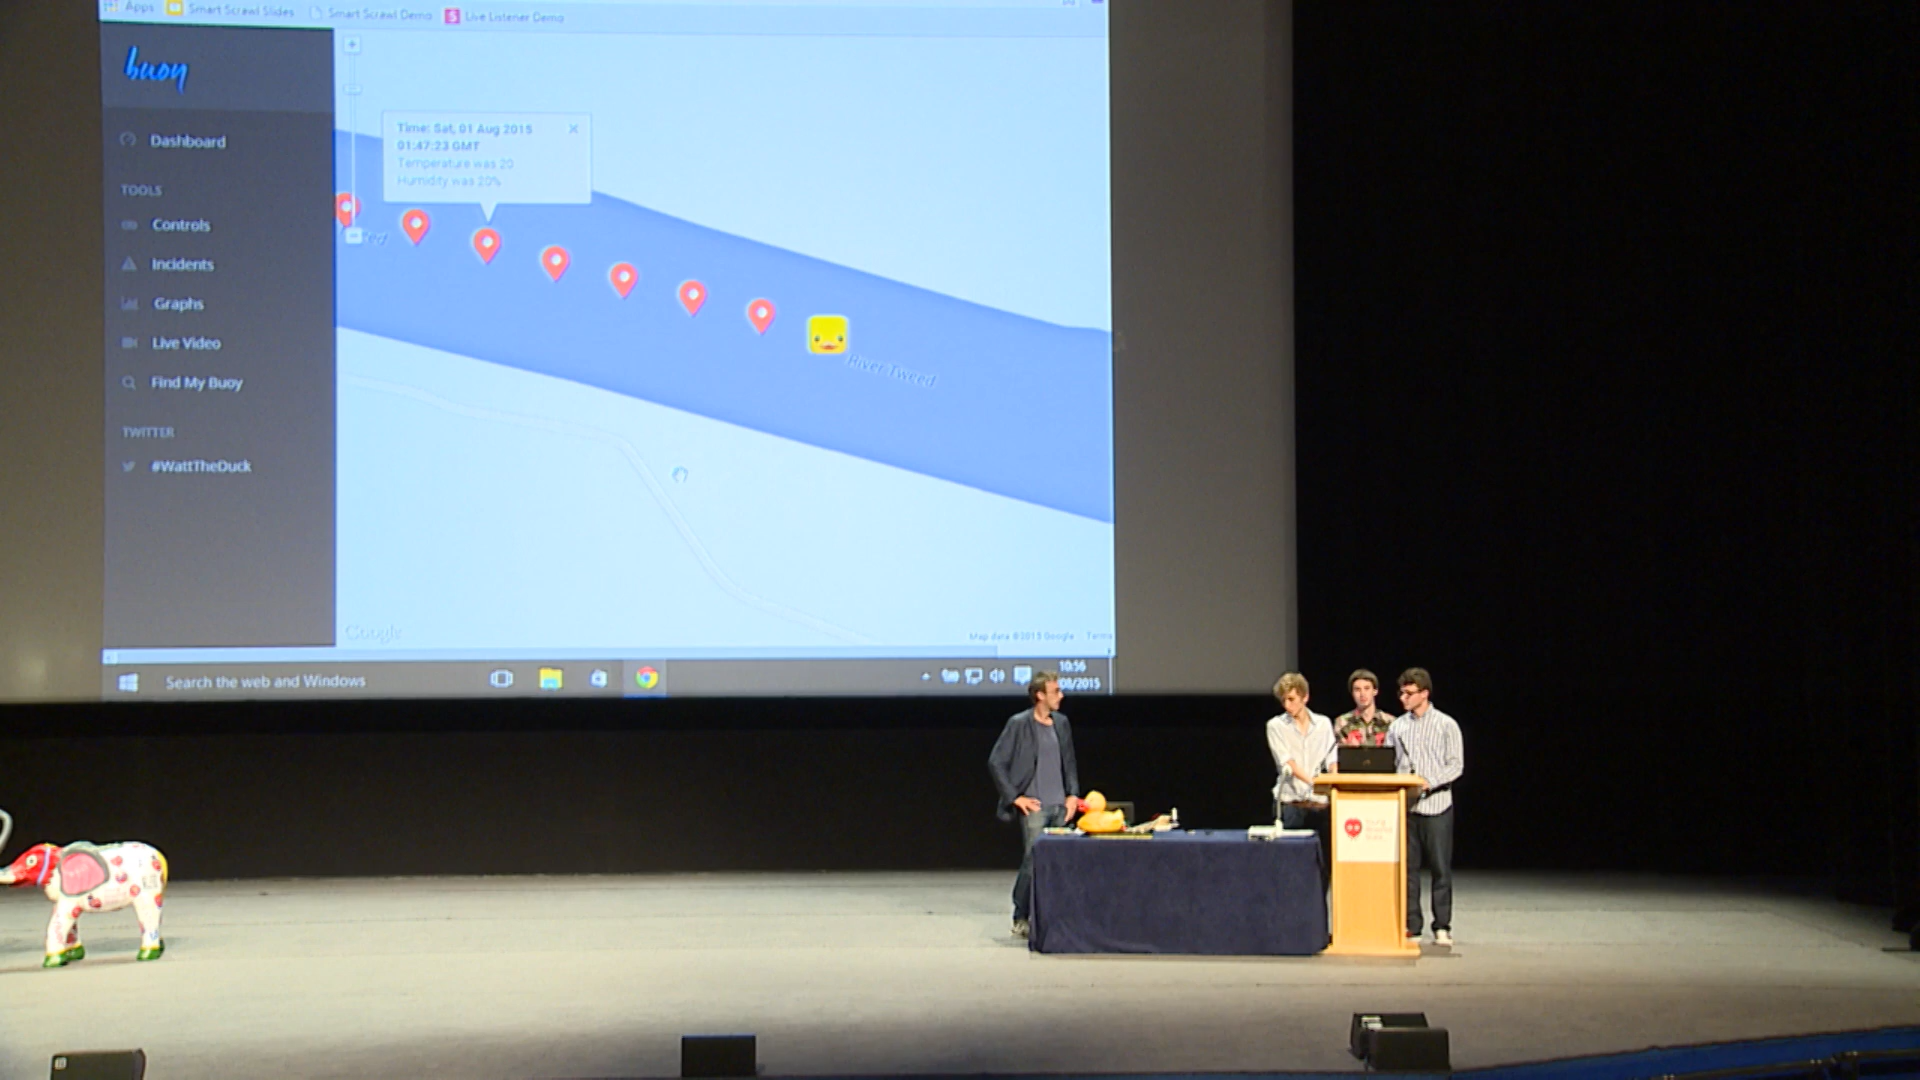 Apps
Smart Scrawl Slides
Smart Scrawl Demo
Live Listener Demo
buoy
Dashboard
TOOLS
Controls
Incidents
Graphs
Live Video
Find My Buoy
TWITTER
#WattTheDuck
Time: Sat, 01 Aug 2015
01:47:23 GMT
Temperature was 20
Humidity was 20%
River Tweed
Google
Map data ©2015 Google
Terms
Search the web and Windows
10:56
08/2015